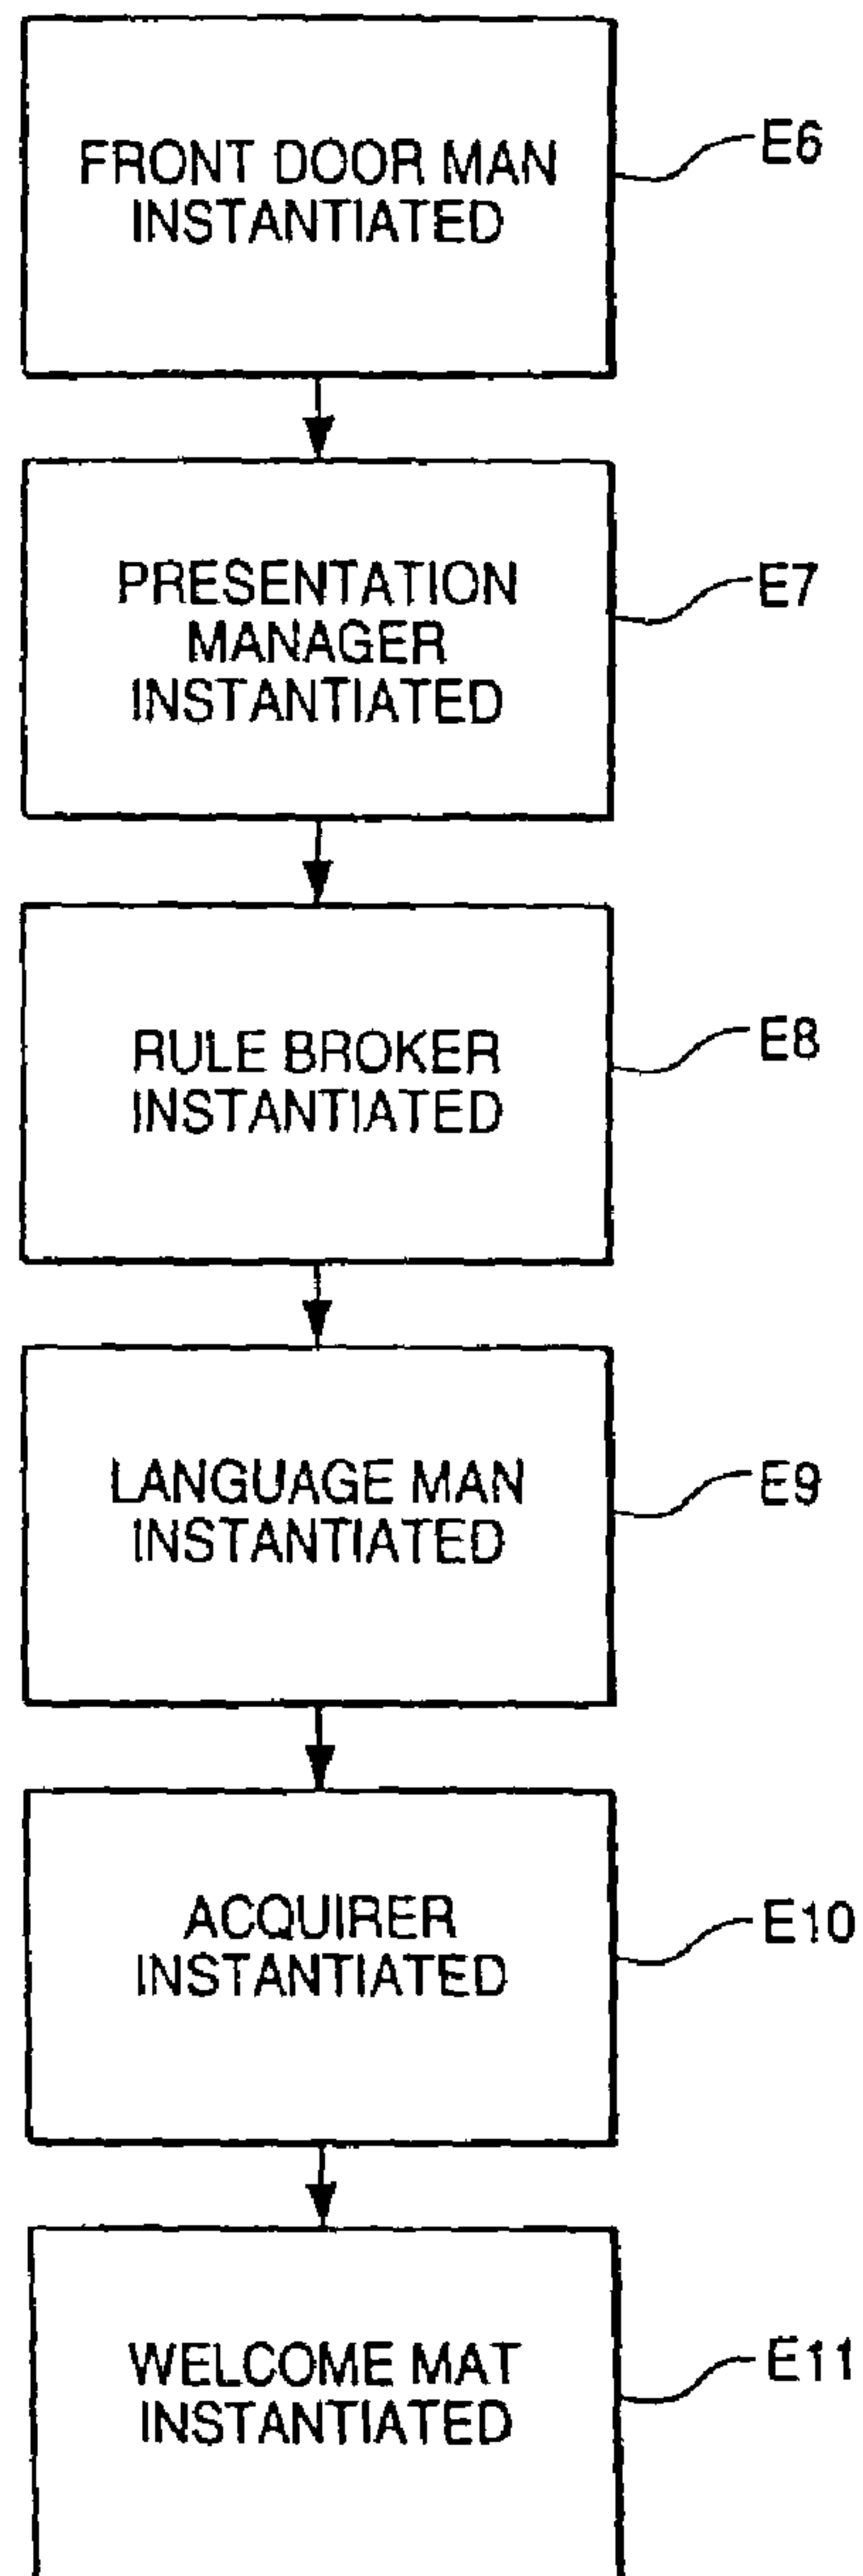 FRONT DOOR MAN
INSTANTIATED
E6
PRESENTATION
MANAGER
INSTANTIATED
E7
RULE BROKER
INSTANTIATED
E8
LANGUAGE MAN
INSTANTIATED
E9
ACQUIRER
INSTANTIATED
E10
WELCOME MAT
INSTANTIATED
E11